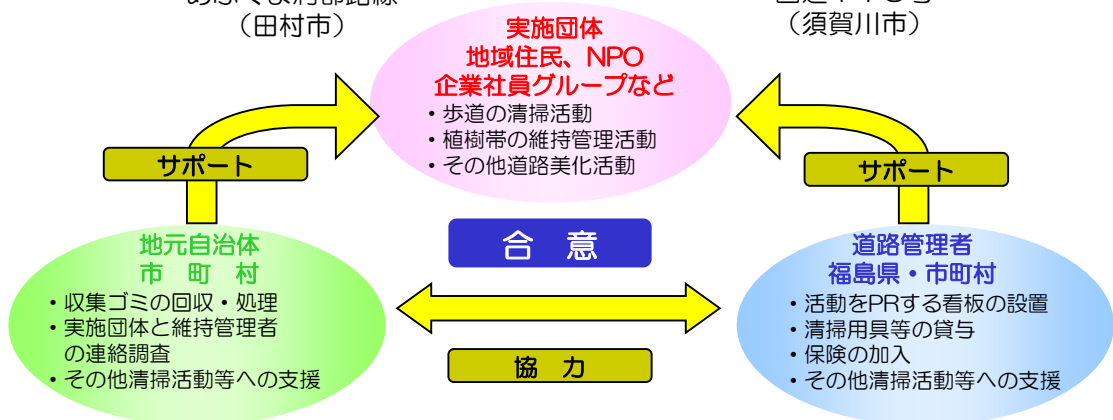 （田村市）
（須賀川市）
実施団体
地域住民、NPO
企業社員グループなど
・歩道の清掃活動
・植樹帯の維持管理活動
・その他道路美化活動
サポート
サポート
合　意
地元自治体
市　町　村
・収集ゴミの回収・処理
・実施団体と維持管理者
の連絡調査
・その他清掃活動等への支援
道路管理者
福島県・市町村
・活動をPRする看板の設置
・清掃用具等の貸与
・保険の加入
・その他清掃活動等への支援
協　力